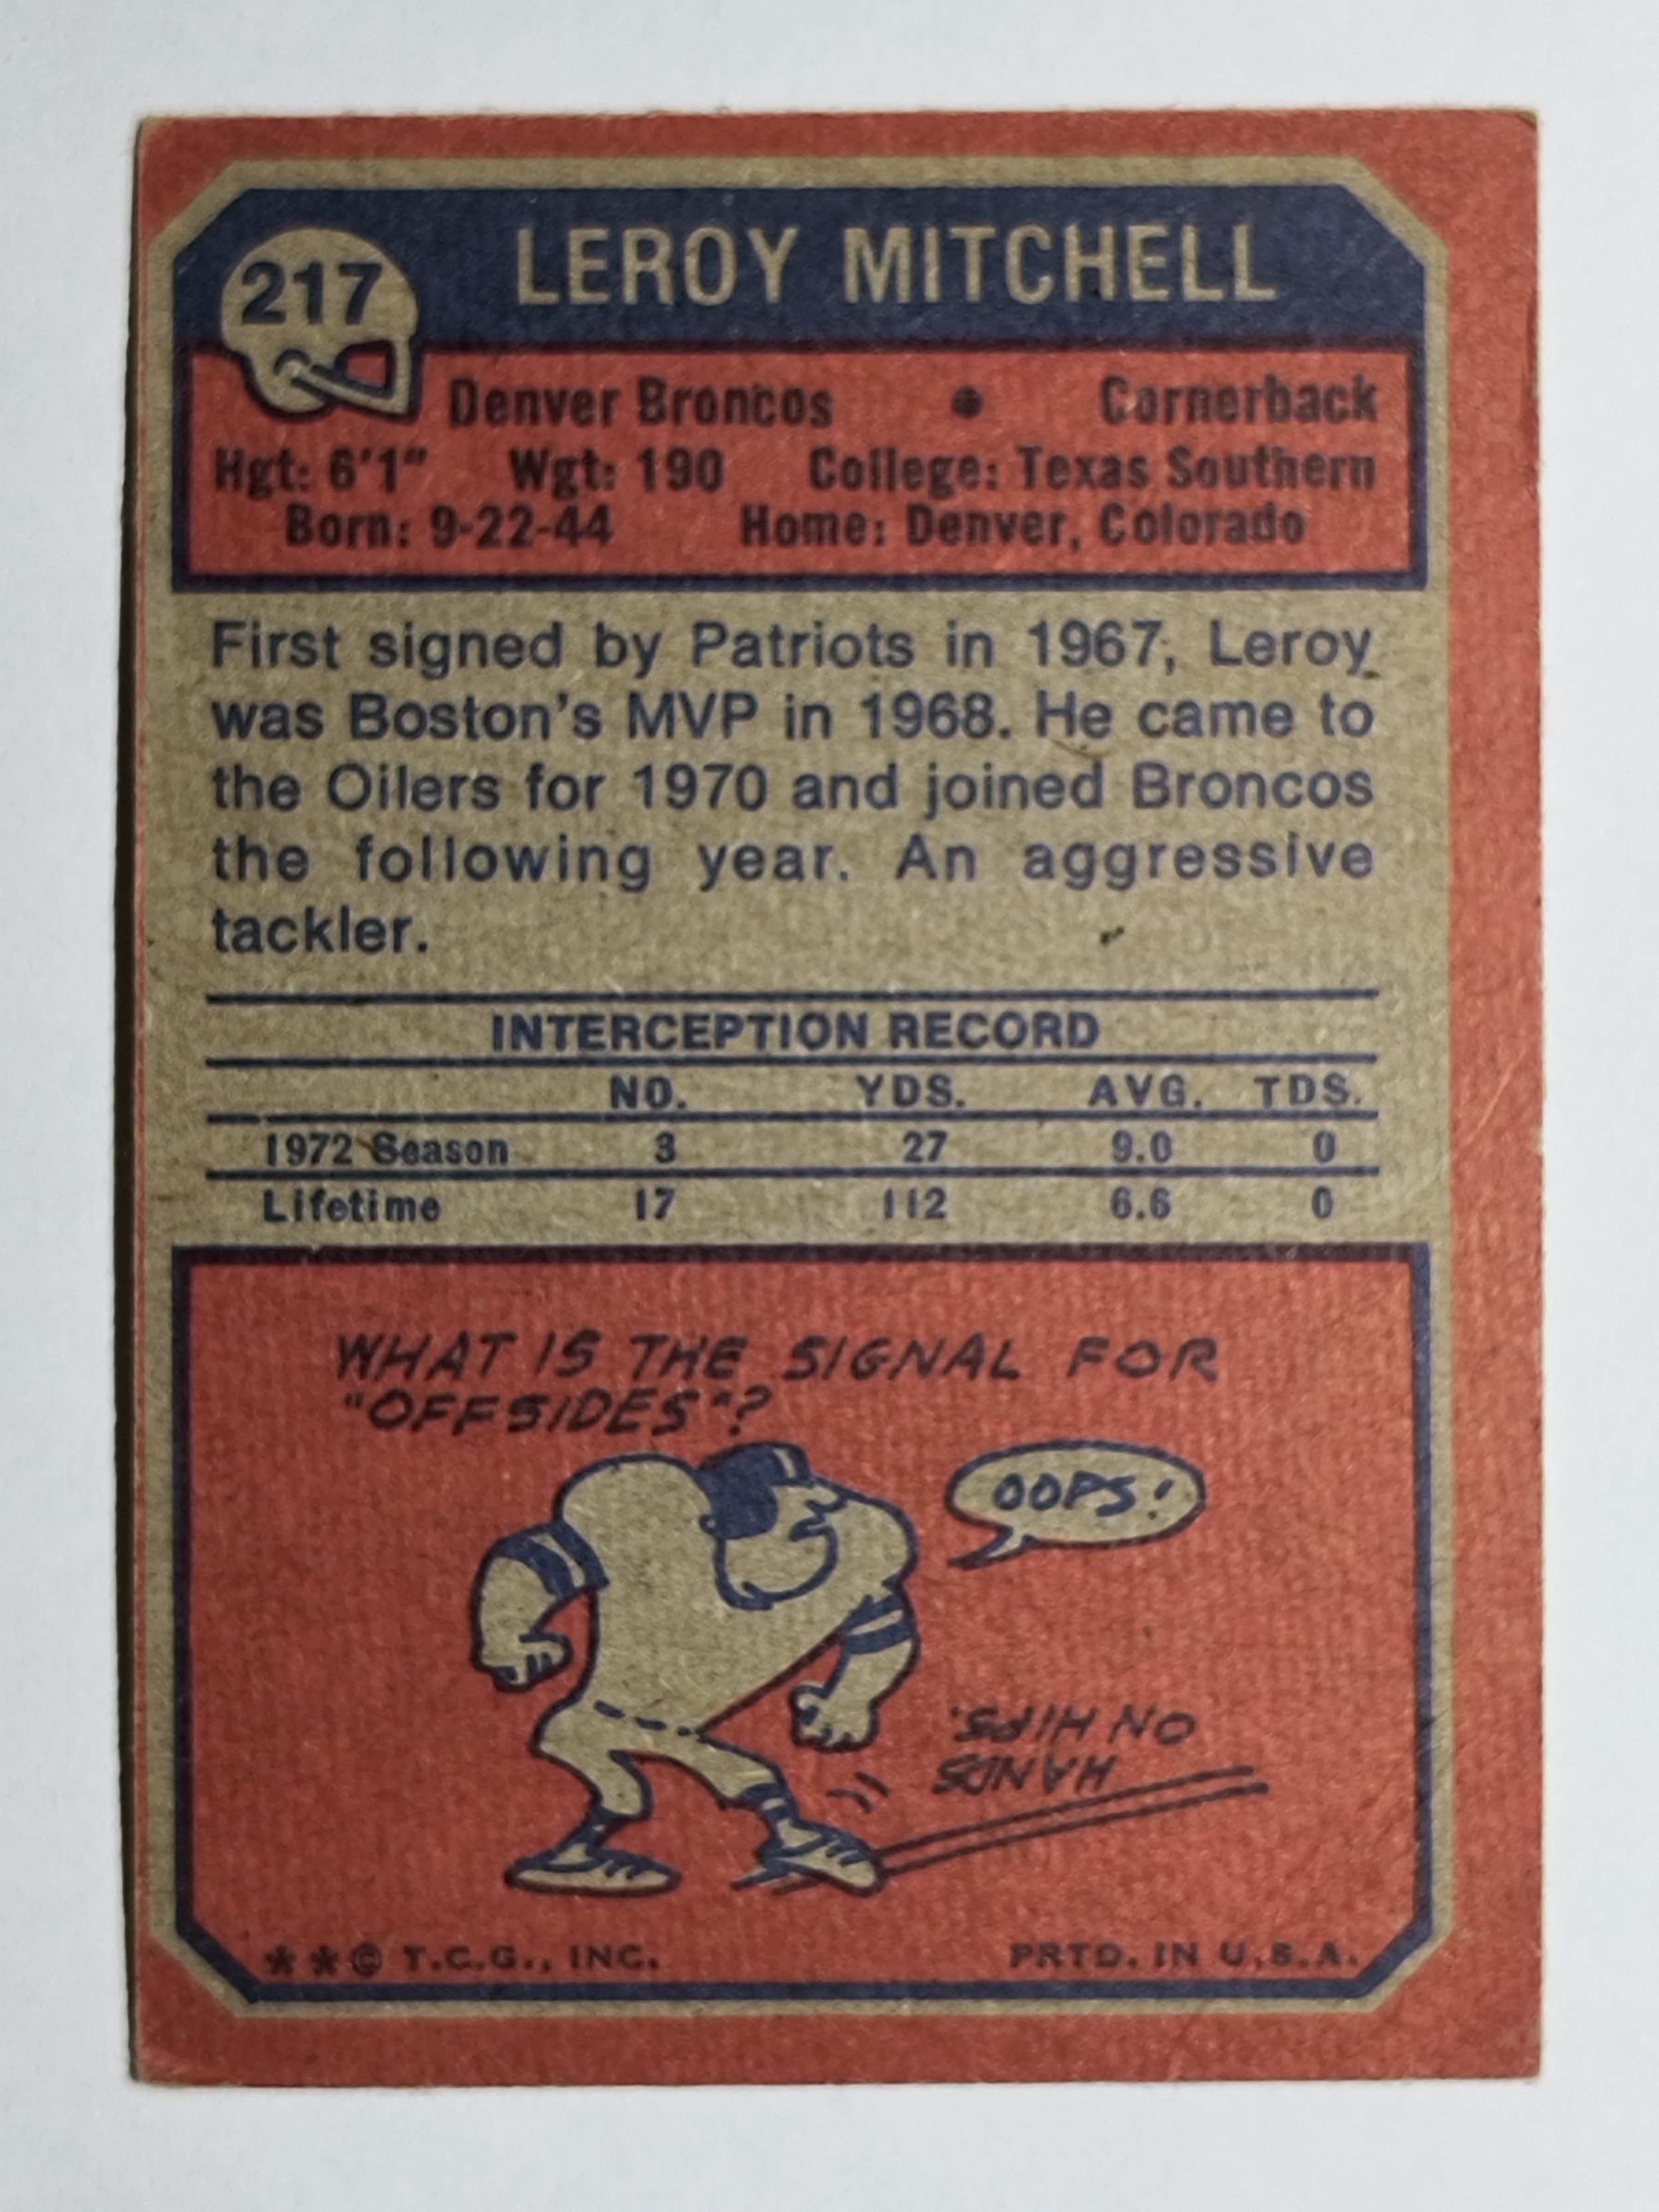 217
LEROY MITCHELL
Denver Broncos • Cornerback
Hgt: 6'1" Wgt: 190 College: Texas Southern
Born: 9-22-44 Home: Denver, Colorado
First signed by Patriots in 1967, Leroy
was Boston's MVP in 1968. He came to
the Oilers for 1970 and joined Broncos
the following year. An aggressive
tackler.
INTERCEPTION RECORD
NO. YDS. AVG. TDS.
1972 Season 3 27 9.0 0
Lifetime 17 112 6.6 0
WHAT IS THE SIGNAL FOR
"OFFSIDES"?
OOPS!
HANDS
ON HIPS.
**© T.C.G., INC. PRTD. IN U.S.A.